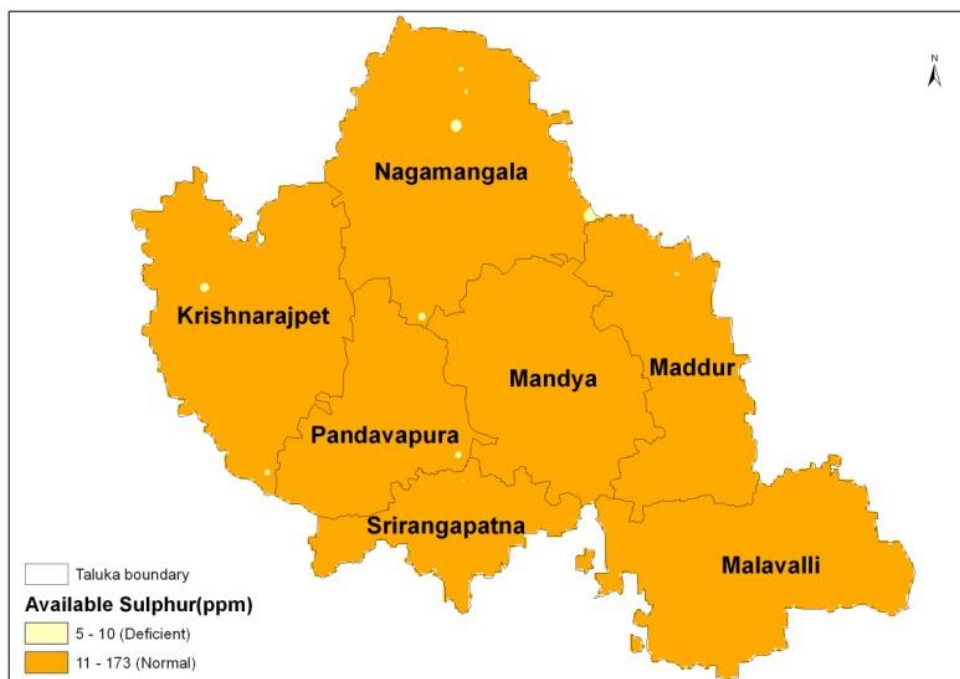 N
Nagamangala
Krishnarajpet
Mandya
Maddur
Pandavapura
Srirangapatna
Malavalli
Taluka boundary
Available Sulphur(ppm)
5 - 10 (Deficient)
11 - 173 (Normal)